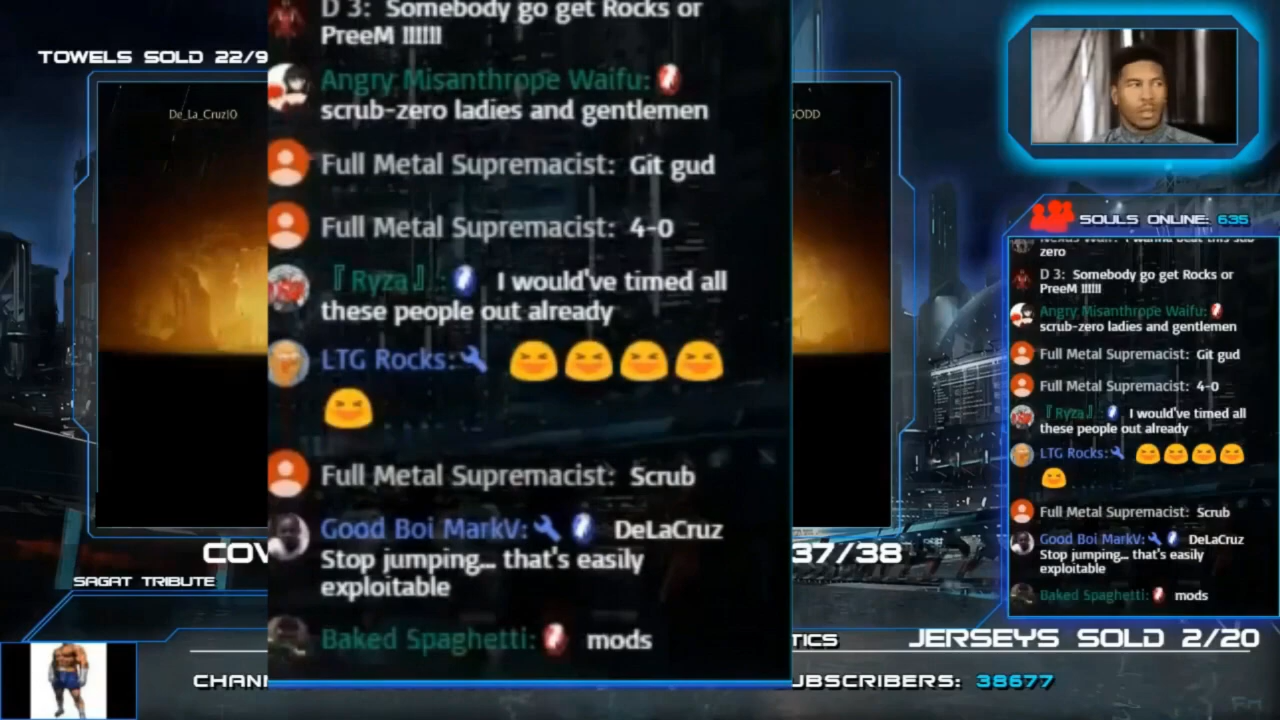 TOWELS SOLD 22/9
De_La_Cruz10
GODD
D 3: Somebody go get Rocks or
PreeM !!!!!!
Angry Misanthrope Waifu:
scrub-zero ladies and gentlemen
Full Metal Supremacist: Git gud
Full Metal Supremacist: 4-0
『Ryza』: I would've timed all
these people out already
LTG Rocks: 😆 😆 😆 😆
😆
Full Metal Supremacist: Scrub
Good Boi MarkV: DeLaCruz
Stop jumping... that's easily
exploitable
Baked Spaghetti: mods
SOULS ONLINE: 635
zero
D 3: Somebody go get Rocks or
PreeM !!!!!!
Angry Misanthrope Waifu:
scrub-zero ladies and gentlemen
Full Metal Supremacist: Git gud
Full Metal Supremacist: 4-0
『Ryza』: I would've timed all
these people out already
LTG Rocks: 😆 😆 😆 😆
😆
Full Metal Supremacist: Scrub
Good Boi MarkV: DeLaCruz
Stop jumping... that's easily
exploitable
Baked Spaghetti: mods
COV
37/38
SAGAT TRIBUTE
TICS
JERSEYS SOLD 2/20
CHANN
UBSCRIBERS: 38677